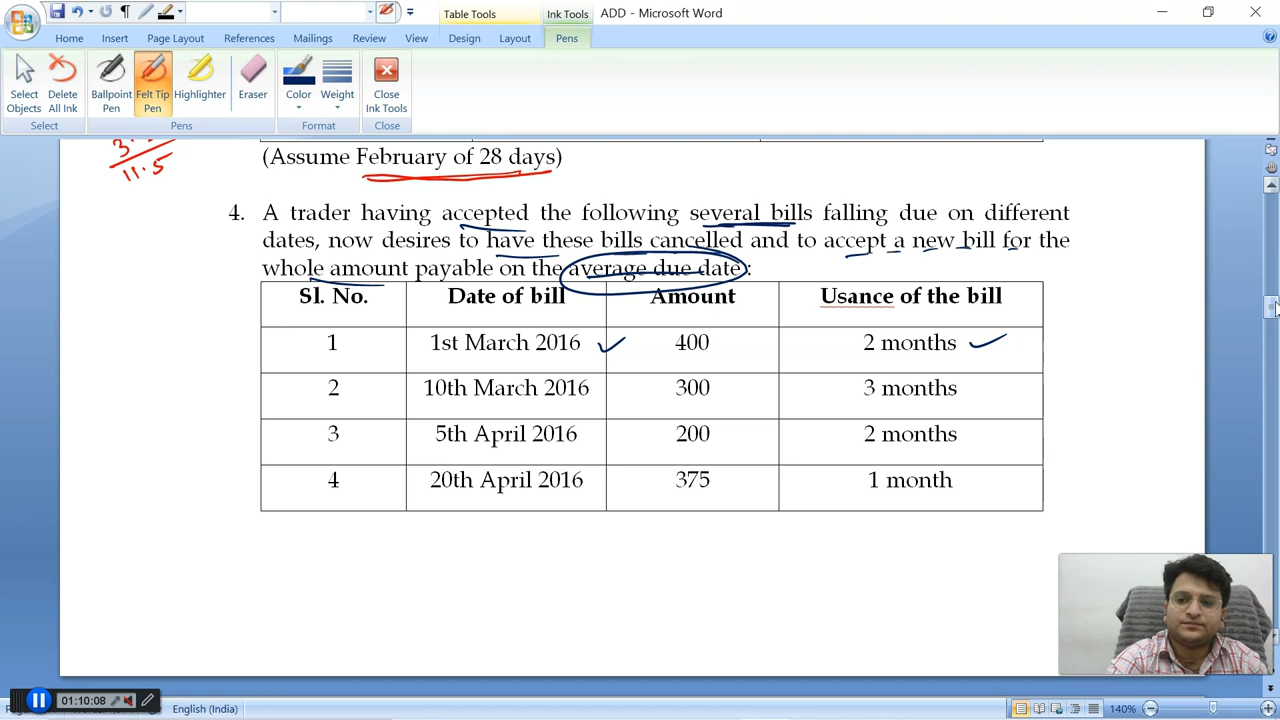 Table Tools
Ink Tools
ADD - Microsoft Word
Home Insert Page Layout References Mailings Review View Design Layout Pens
Select Objects
Delete All Ink
Ballpoint Pen
Felt Tip Pen
Highlighter
Eraser
Color
Weight
Close Ink Tools
Select
Pens
Format
Close
11.5
(Assume February of 28 days)
4. A trader having accepted the following several bills falling due on different
dates, now desires to have these bills cancelled and to accept a new bill for the
whole amount payable on the average due date:
Sl. No. Date of bill Amount Usance of the bill
1 1st March 2016 400 2 months
2 10th March 2016 300 3 months
3 5th April 2016 200 2 months
4 20th April 2016 375 1 month
01:10:08
English (India)
140%